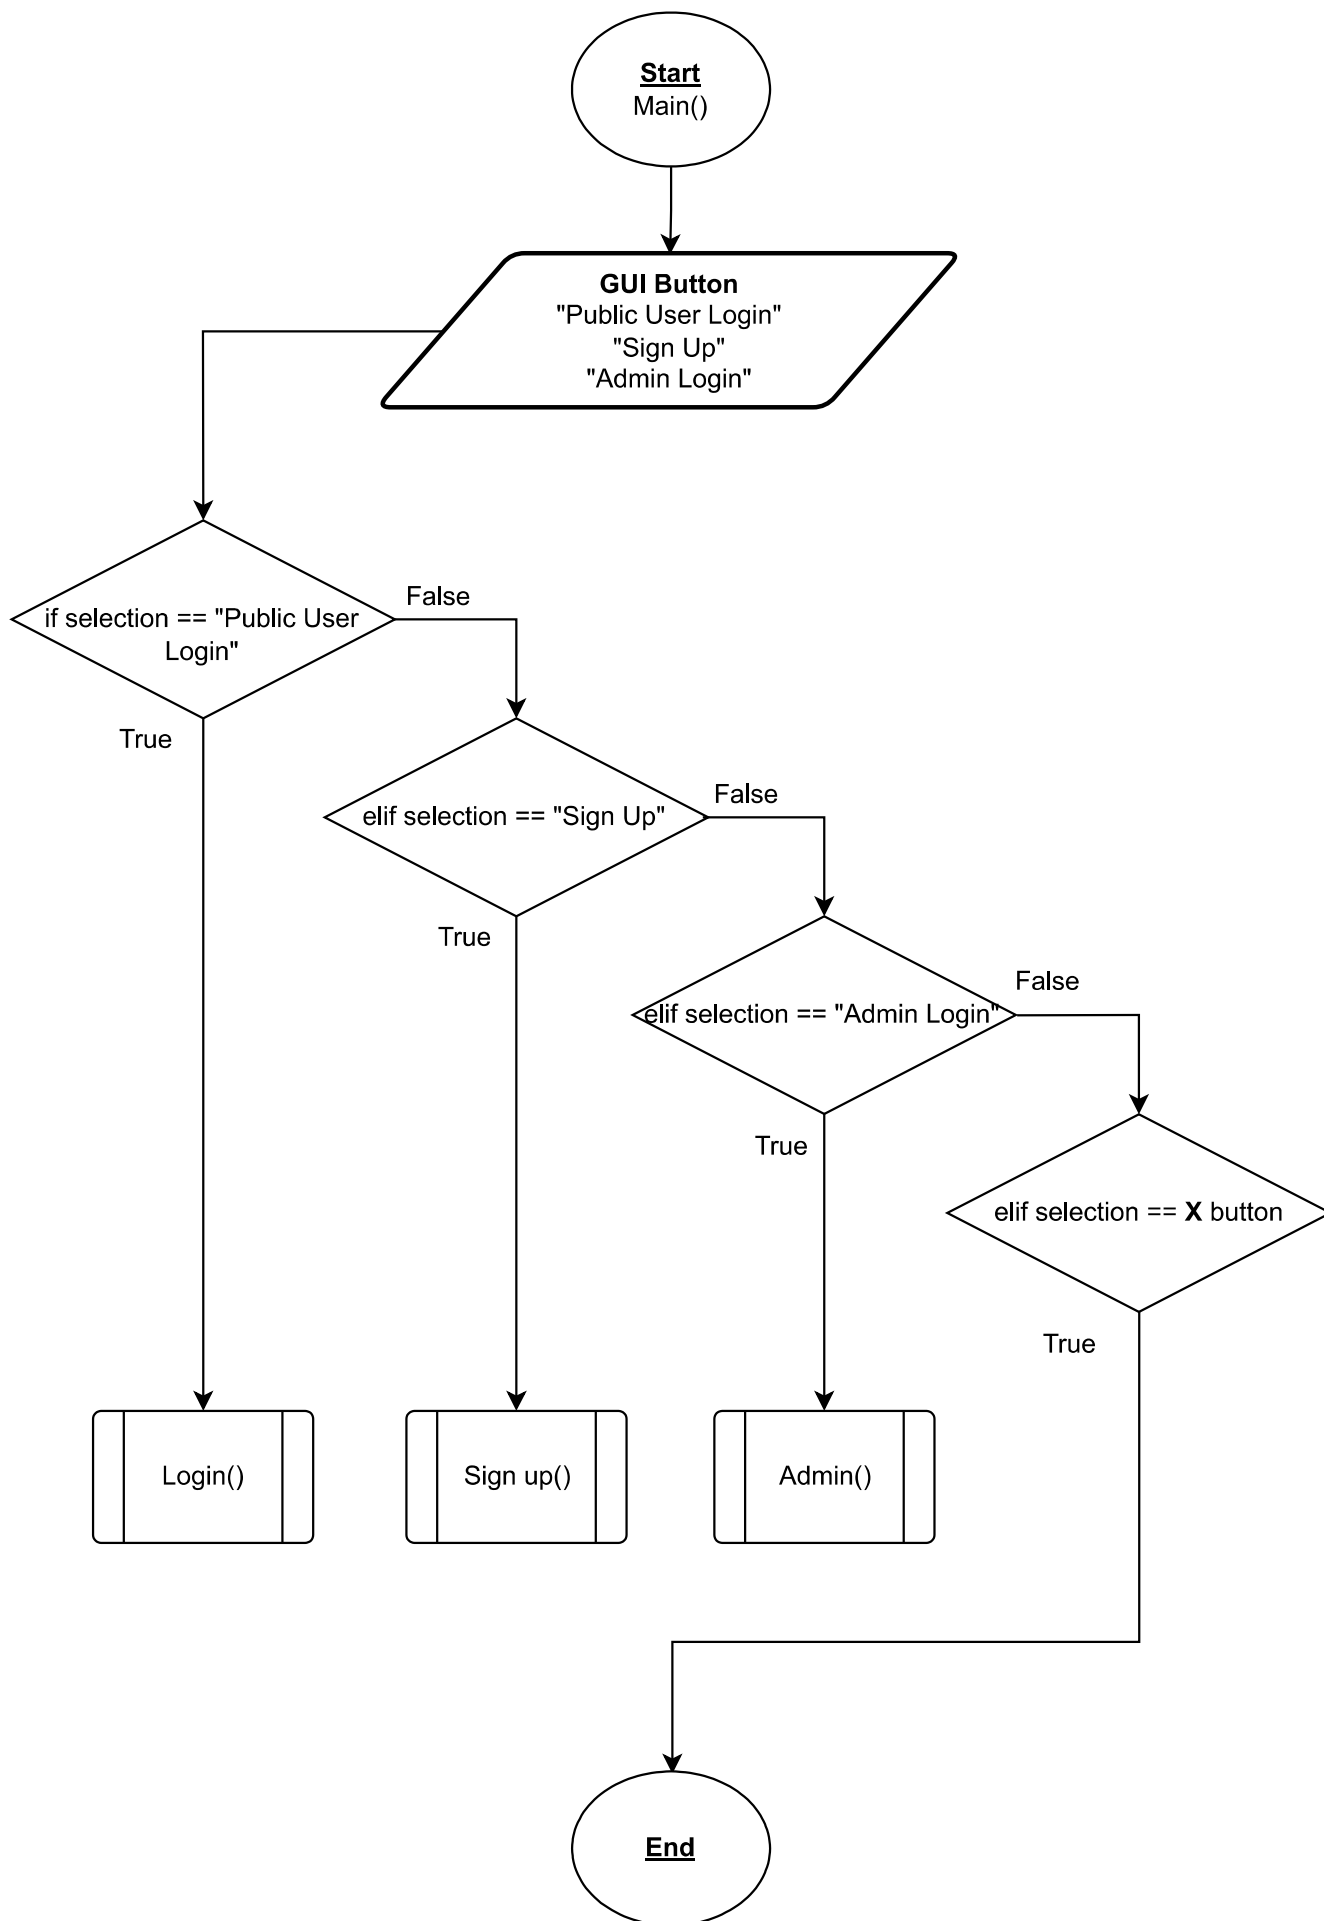 Start
Main()
GUI Button
"Public User Login"
"Sign Up"
"Admin Login"
if selection == "Public User
Login"
False
True
elif selection == "Sign Up"
False
True
elif selection == "Admin Login"
False
True
elif selection == X button
True
Login()
Sign up()
Admin()
End